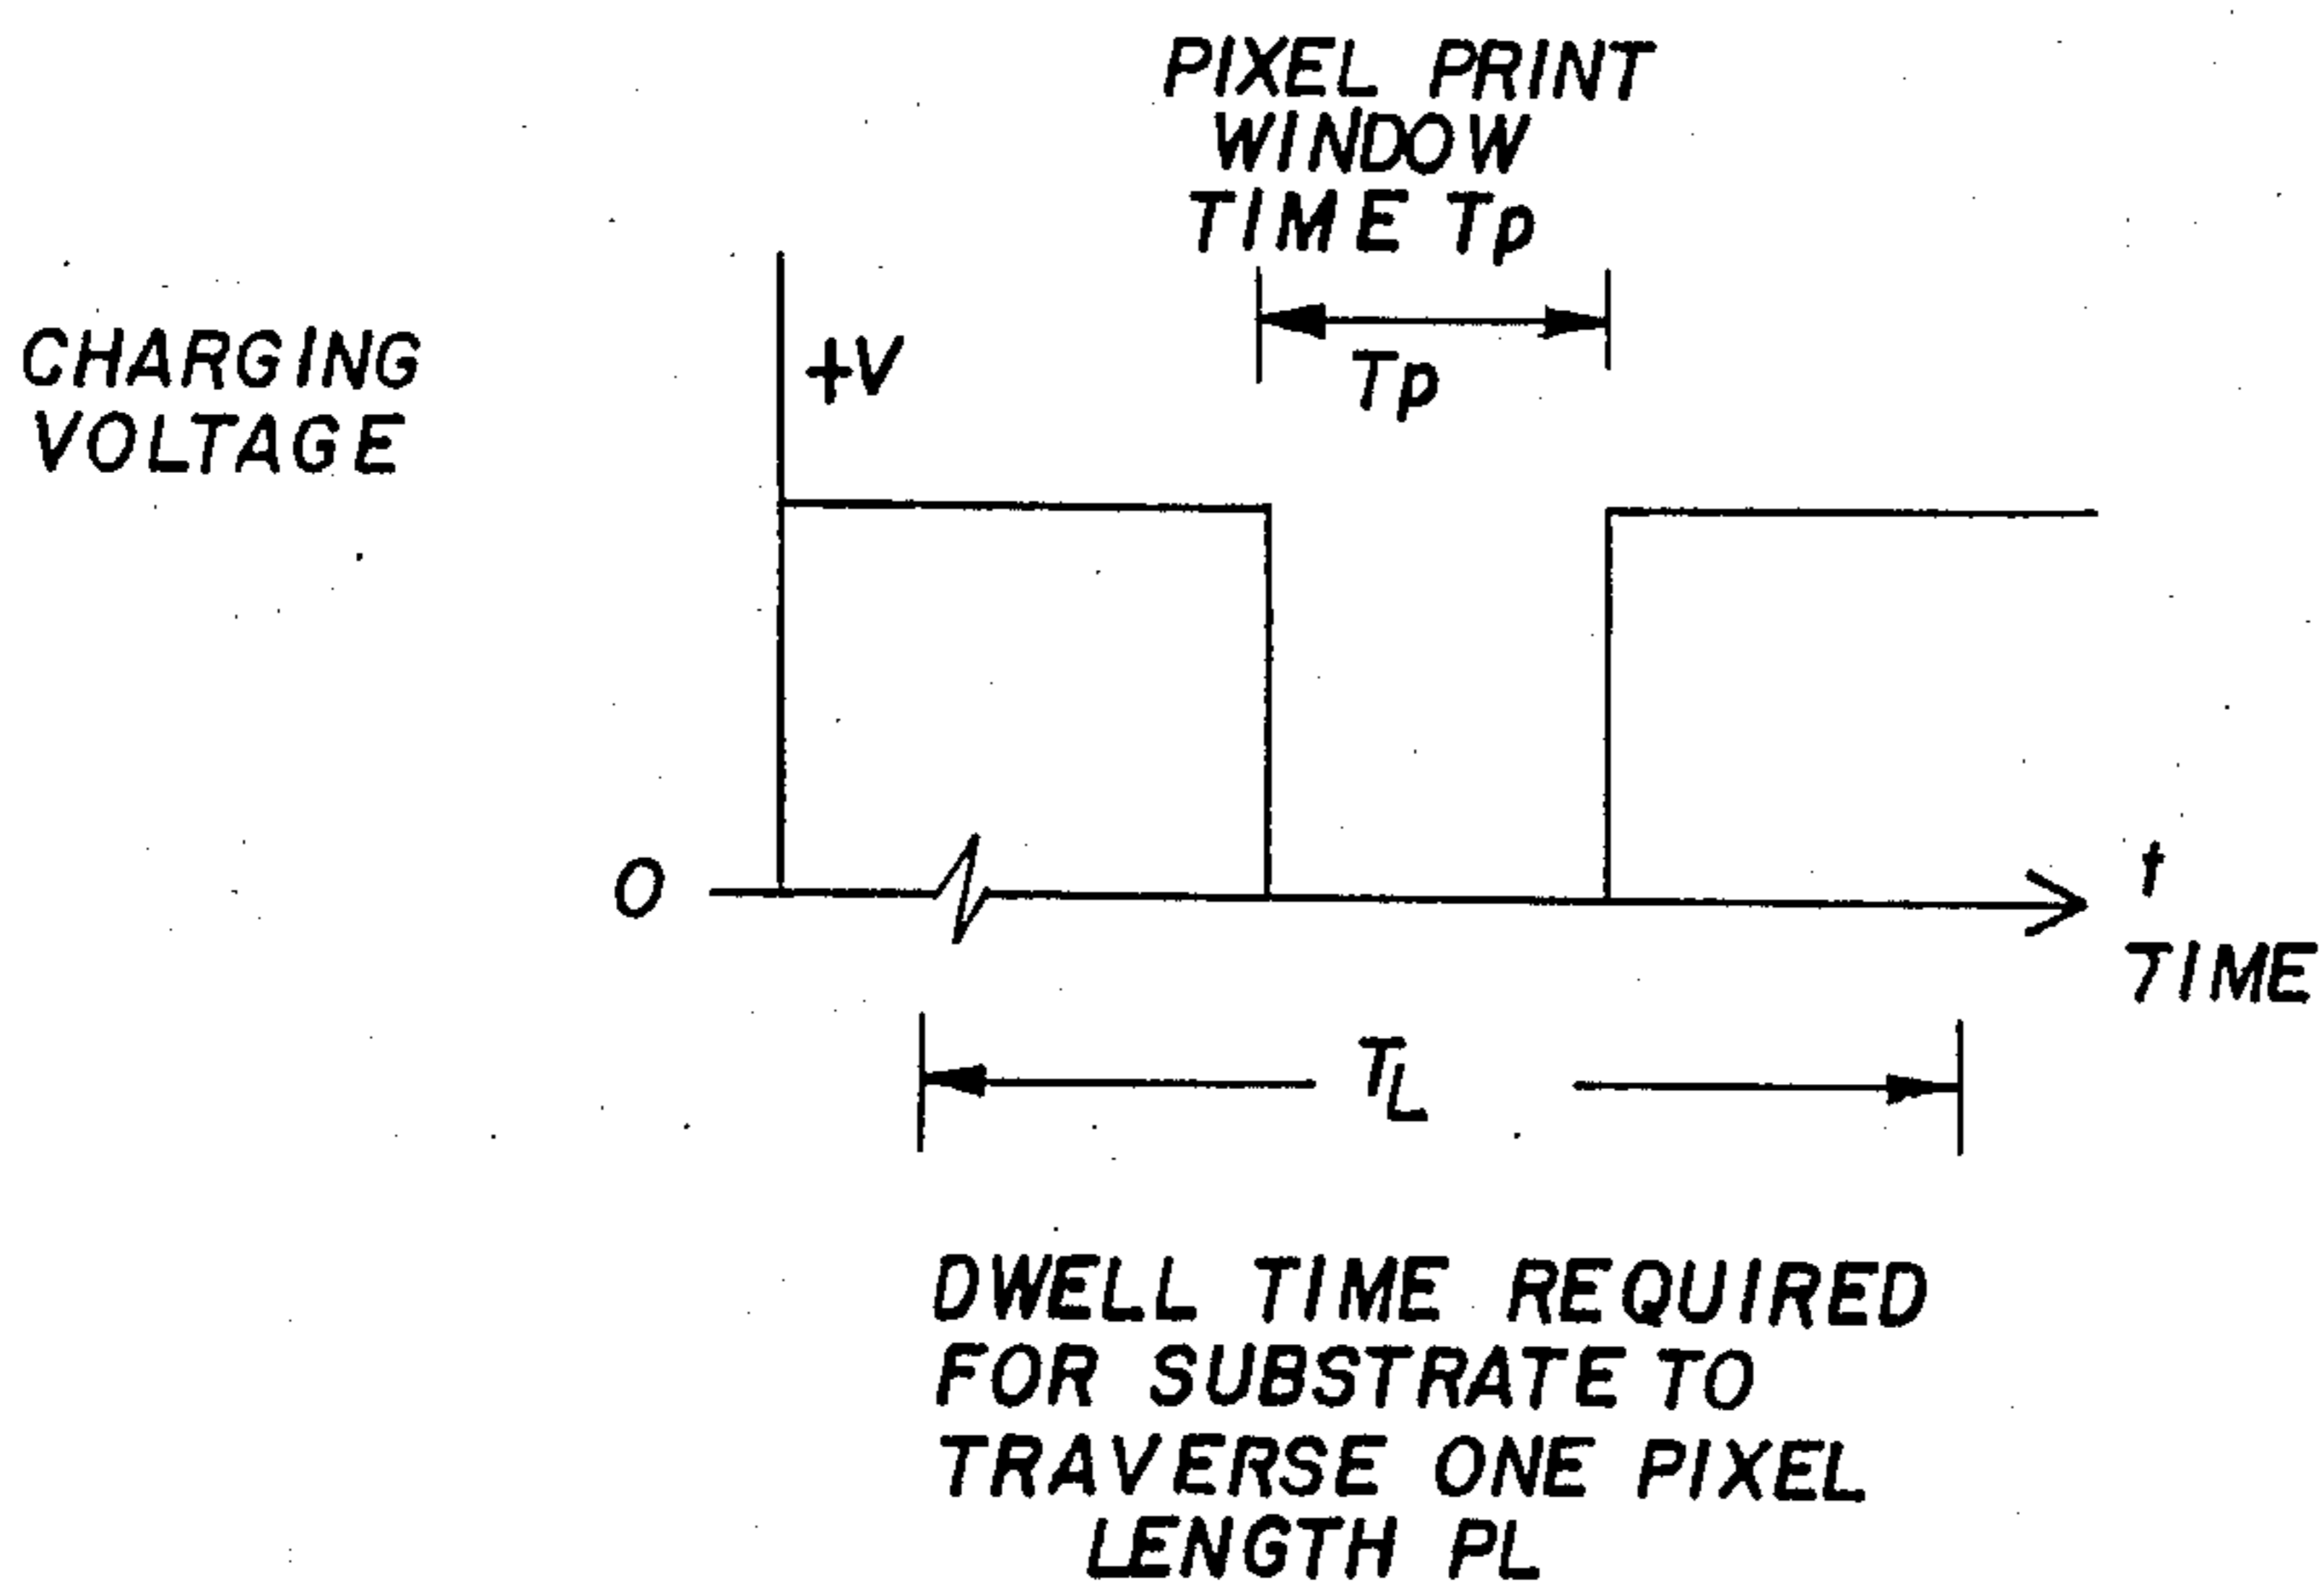 PIXEL PRINT
WINDOW
TIME Tp
CHARGING
VOLTAGE
+V
Tp
O
t
TIME
TL
DWELL TIME REQUIRED
FOR SUBSTRATE TO
TRAVERSE ONE PIXEL
LENGTH PL